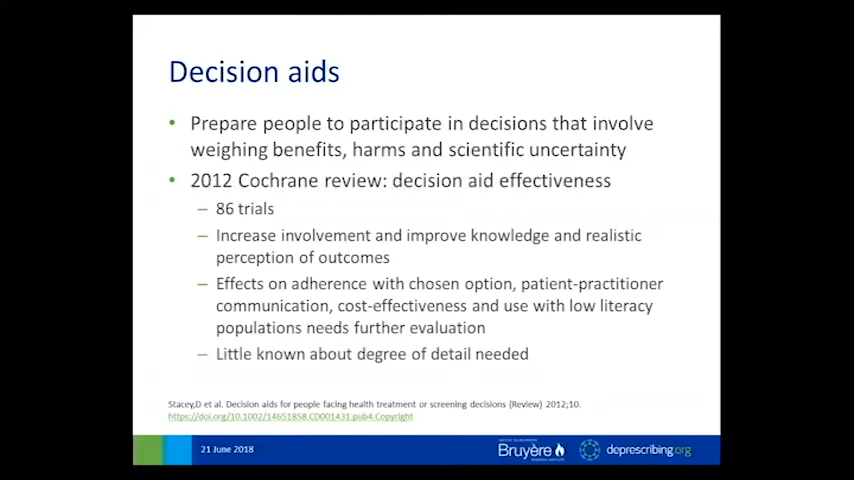 Decision aids
• Prepare people to participate in decisions that involve
weighing benefits, harms and scientific uncertainty
• 2012 Cochrane review: decision aid effectiveness
– 86 trials
– Increase involvement and improve knowledge and realistic
perception of outcomes
– Effects on adherence with chosen option, patient-practitioner
communication, cost-effectiveness and use with low literacy
populations needs further evaluation
– Little known about degree of detail needed
Stacey,D et al. Decision aids for people facing health treatment or screening decisions (Review) 2012;10.
https://doi.org/10.1002/14651858.CD001431.pub4.Copyright
21 June 2018
Bruyère
deprescribing.org